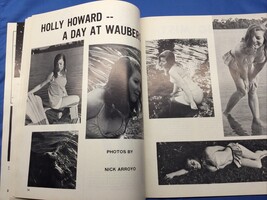 HOLLY HOWARD --
A DAY AT WAUBE
PHOTOS BY
NICK ARROYO